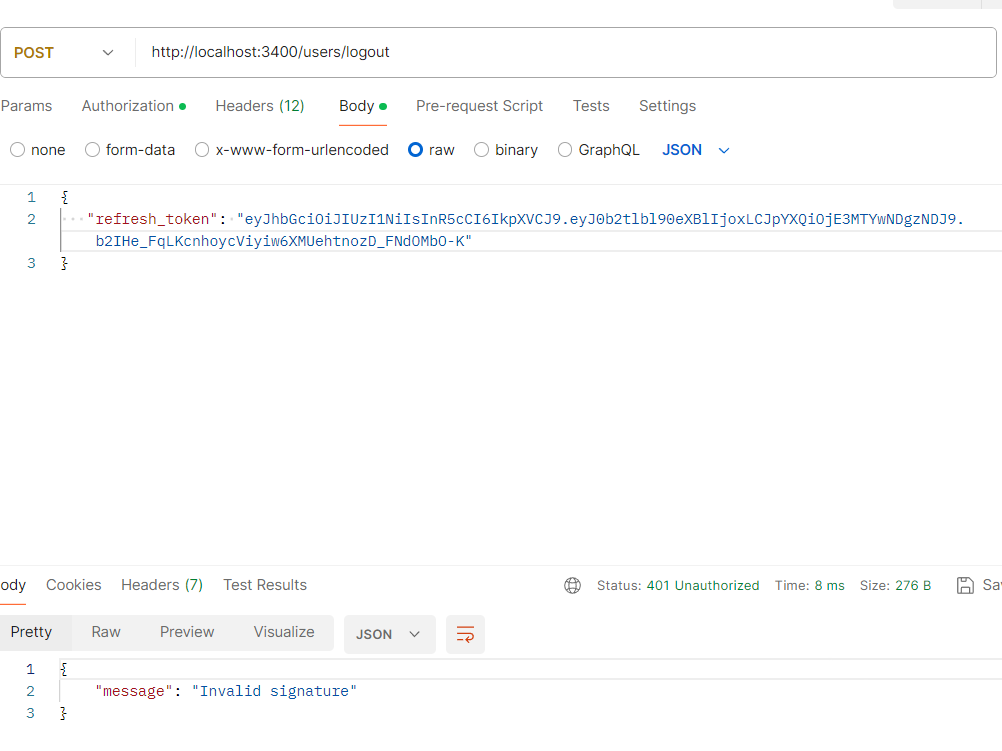 POST http://localhost:3400/users/logout
Params Authorization Headers (12) Body Pre-request Script Tests Settings
none form-data x-www-form-urlencoded raw binary GraphQL JSON
1 {
2 "refresh_token": "eyJhbGciOiJIUzI1NiIsInR5cCI6IkpXVCJ9.eyJ0b2tlbl90eXBlIjoxLCJpYXQiOjE3MTYwNDgzNDJ9.
b2IHe_FqLKcnhoycViyiw6XMUehtnozD_FNdOMbO-K"
3 }
ody Cookies Headers (7) Test Results Status: 401 Unauthorized Time: 8 ms Size: 276 B Sa
Pretty Raw Preview Visualize JSON
1 {
2 "message": "Invalid signature"
3 }